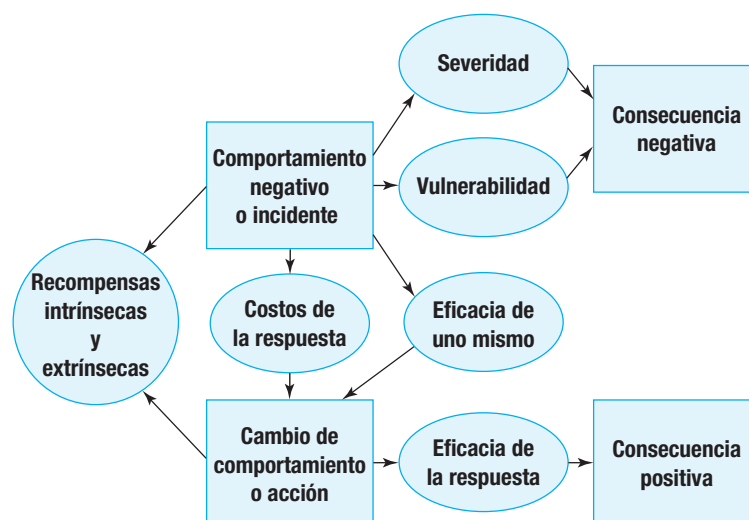 Severidad
Consecuencia
negativa
Comportamiento
negativo
o incidente
Vulnerabilidad
Recompensas
intrínsecas
y
extrínsecas
Costos de
la respuesta
Eficacia de
uno mismo
Cambio de
comportamiento
o acción
Eficacia de
la respuesta
Consecuencia
positiva